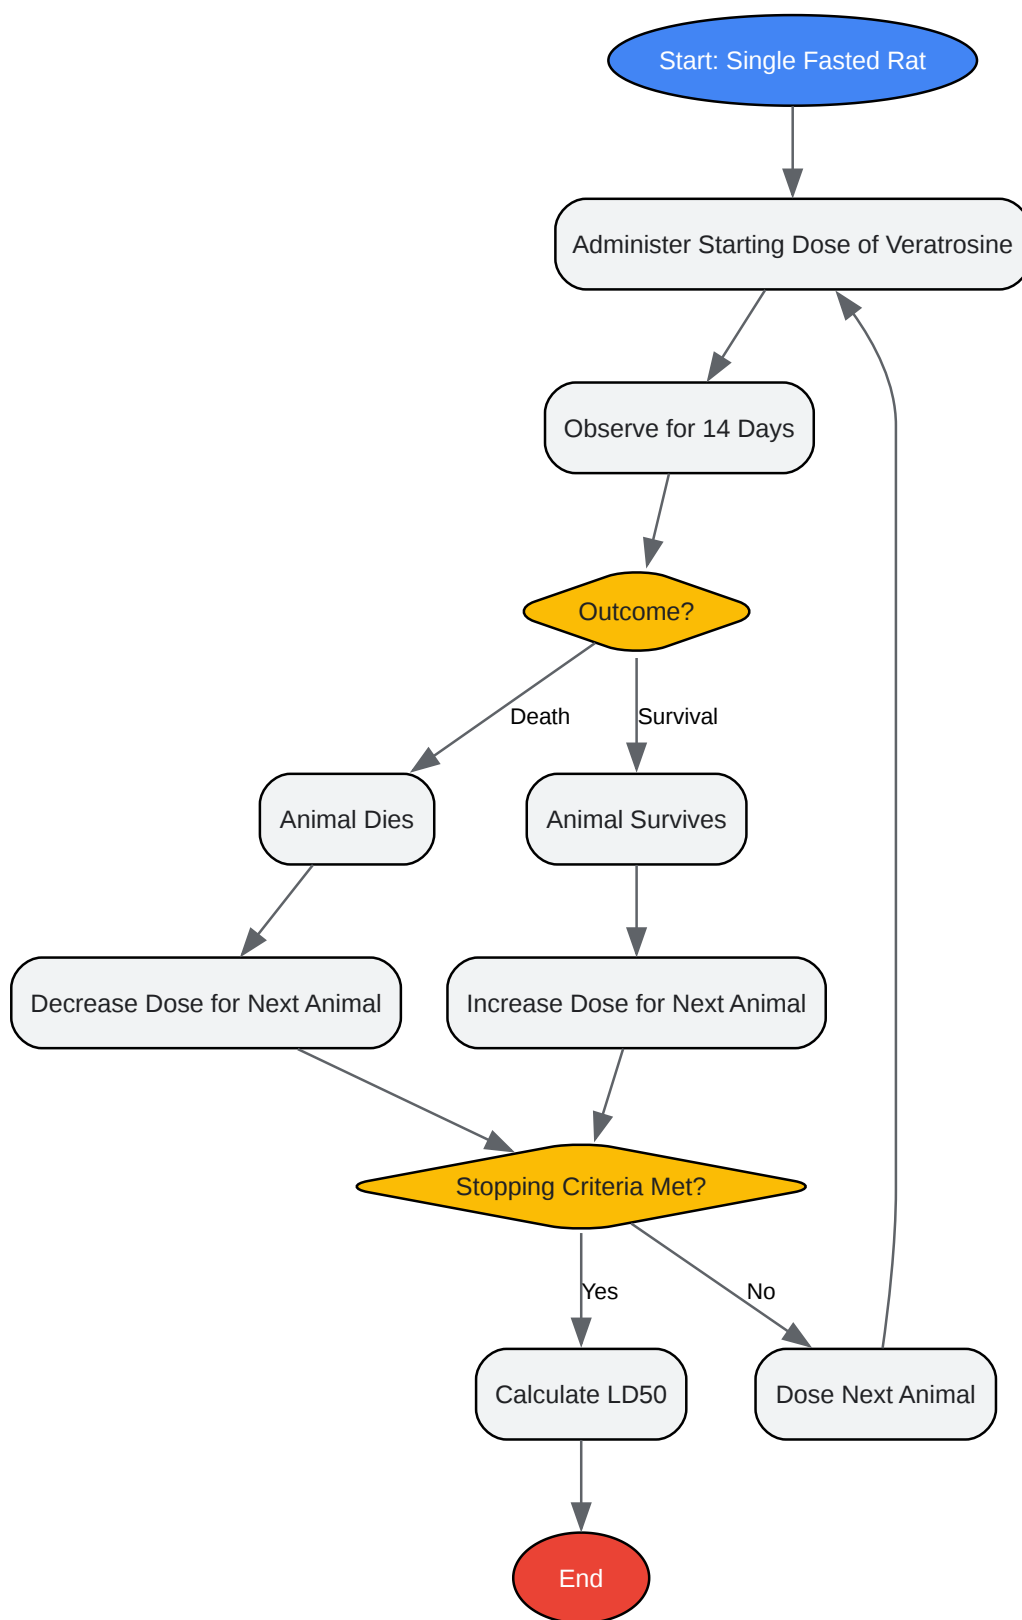 Start: Single Fasted Rat
Administer Starting Dose of Veratrosine
Observe for 14 Days
Outcome?
Death
Survival
Animal Dies
Animal Survives
Decrease Dose for Next Animal
Increase Dose for Next Animal
Stopping Criteria Met?
Yes
No
Calculate LD50
Dose Next Animal
End